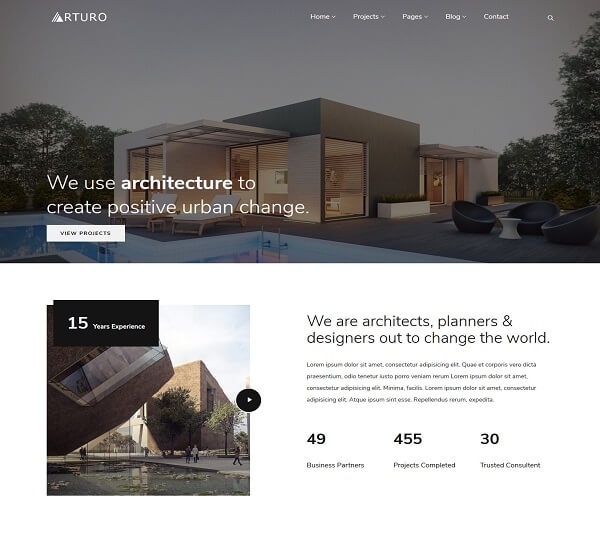 ARTURO
Home Projects Pages Blog Contact
We use architecture to
create positive urban change.
VIEW PROJECTS
15 Years Experience
We are architects, planners &
designers out to change the world.
Lorem ipsum dolor sit amet, consectetur adipisicing elit. Quae et corporis vero dicta
praesentium, odio tenetur iusto eum reiciendis veniam rerum Lorem ipsum dolor sit amet,
consectetur adipisicing elit. Minima, facilis. Lorem ipsum dolor sit amet, consectetur
adipisicing elit. Atque ipsum sint esse. Repellendus rerum, expedita.
49 455 30
Business Partners Projects Completed Trusted Consultent